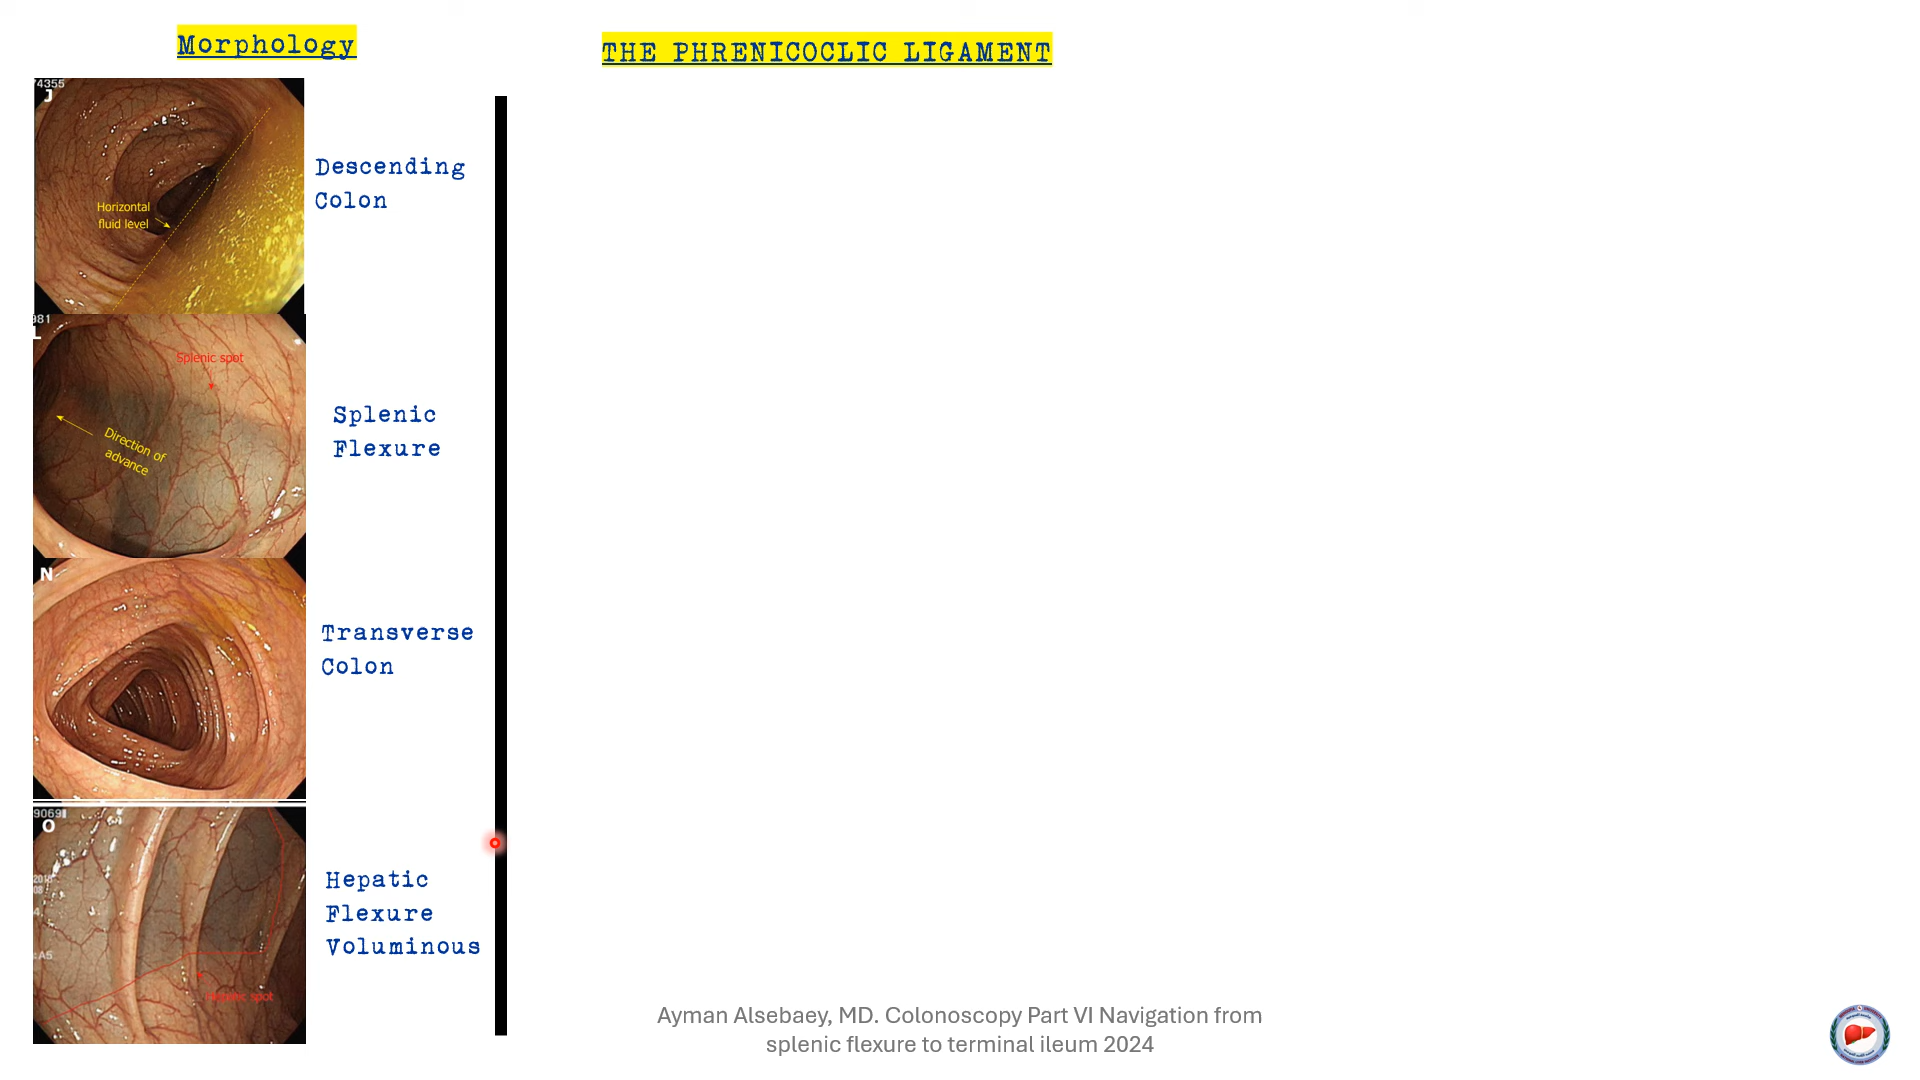 Morphology
THE PHRENICOCLIC LIGAMENT
4355
J
Horizontal
fluid level
Descending
Colon
981
L
Splenic spot
Direction of
advance
Splenic
Flexure
N
Transverse
Colon
9069
O
Hepatic spot
Hepatic
Flexure
Voluminous
Ayman Alsebaey, MD. Colonoscopy Part VI Navigation from
splenic flexure to terminal ileum 2024